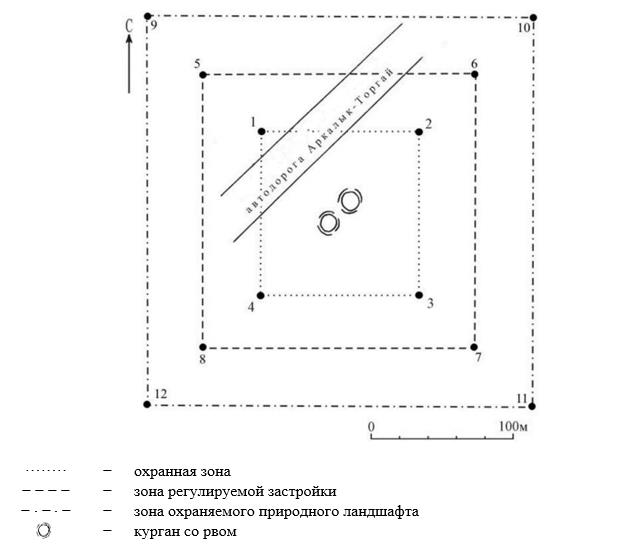 С
9
10
5
6
1
2
автодорога Аркалык-Торгай
4
3
8
7
12
11
0 100м
– охранная зона
– зона регулируемой застройки
– зона охраняемого природного ландшафта
– курган со рвом